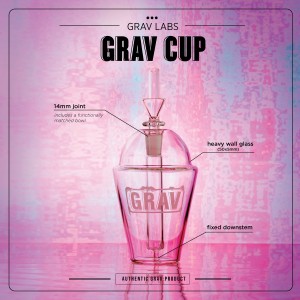 GRAV LABS
GRAV CUP
14mm joint
includes a functionally
matched bowl
heavy wall glass
GRAV
fixed downstem
AUTHENTIC GRAV PRODUCT